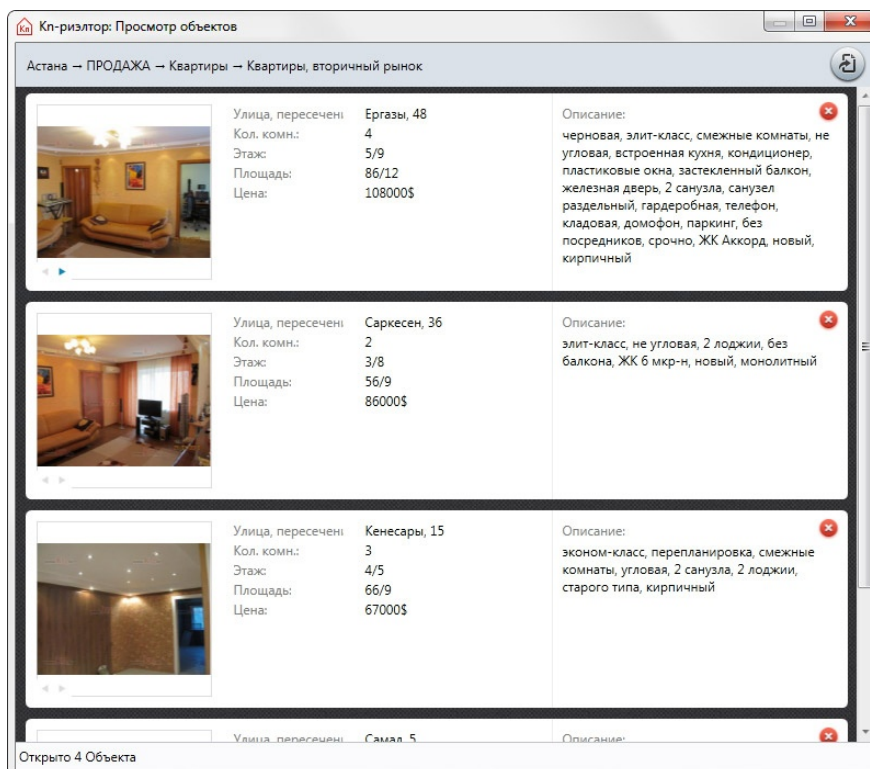 Кп Кп-риэлтор: Просмотр объектов
Астана → ПРОДАЖА → Квартиры → Квартиры, вторичный рынок
Улица, пересечени Ергазы, 48
Кол. комн.: 4
Этаж: 5/9
Площадь: 86/12
Цена: 108000$
Описание:
черновая, элит-класс, смежные комнаты, не
угловая, встроенная кухня, кондиционер,
пластиковые окна, застекленный балкон,
железная дверь, 2 санузла, санузел
раздельный, гардеробная, телефон,
кладовая, домофон, паркинг, без
посредников, срочно, ЖК Аккорд, новый,
кирпичный
Улица, пересечени Саркесен, 36
Кол. комн.: 2
Этаж: 3/8
Площадь: 56/9
Цена: 86000$
Описание:
элит-класс, не угловая, 2 лоджии, без
балкона, ЖК 6 мкр-н, новый, монолитный
Улица, пересечени Кенесары, 15
Кол. комн.: 3
Этаж: 4/5
Площадь: 66/9
Цена: 67000$
Описание:
эконом-класс, перепланировка, смежные
комнаты, угловая, 2 санузла, 2 лоджии,
старого типа, кирпичный
Улица, пересечени Самал, 5
Описание:
Открыто 4 Объекта